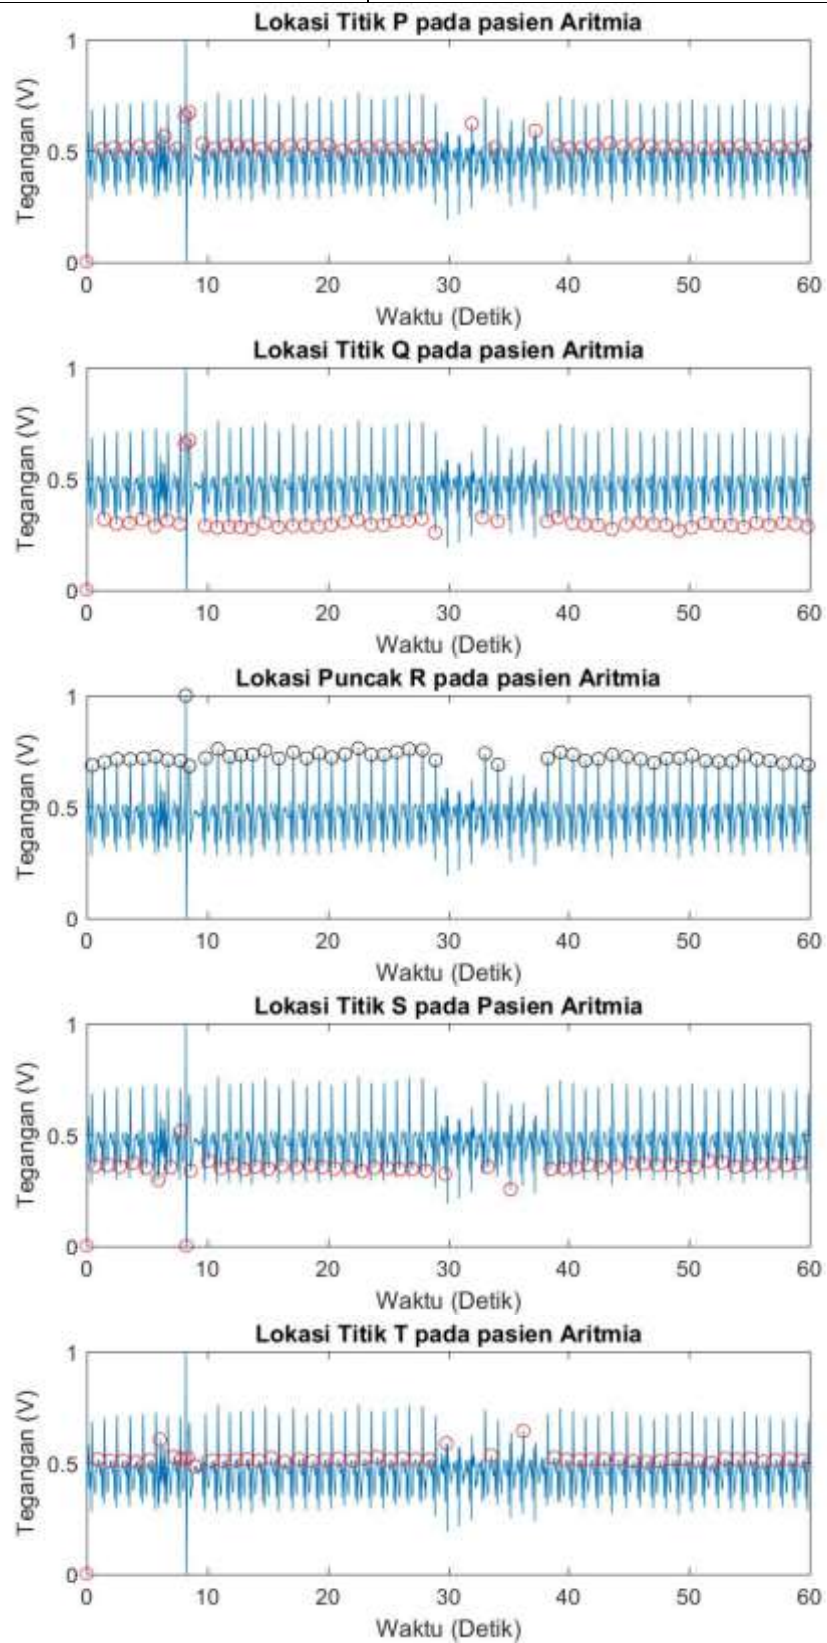 Lokasi Titik P pada pasien Aritmia
Tegangan (V)
1
0.5
0
0 10 20 30 40 50 60
Waktu (Detik)
Lokasi Titik Q pada pasien Aritmia
Tegangan (V)
1
0.5
0
0 10 20 30 40 50 60
Waktu (Detik)
Lokasi Puncak R pada pasien Aritmia
Tegangan (V)
1
0.5
0
0 10 20 30 40 50 60
Waktu (Detik)
Lokasi Titik S pada Pasien Aritmia
Tegangan (V)
1
0.5
0
0 10 20 30 40 50 60
Waktu (Detik)
Lokasi Titik T pada pasien Aritmia
Tegangan (V)
1
0.5
0
0 10 20 30 40 50 60
Waktu (Detik)